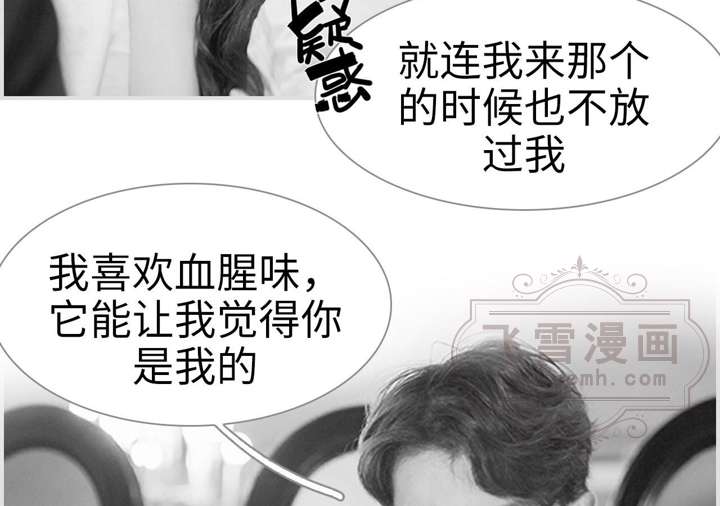 疑惑
就连我来那个
的时候也不放
过我
我喜欢血腥味，
它能让我觉得你
是我的
飞雪漫画
emh.com